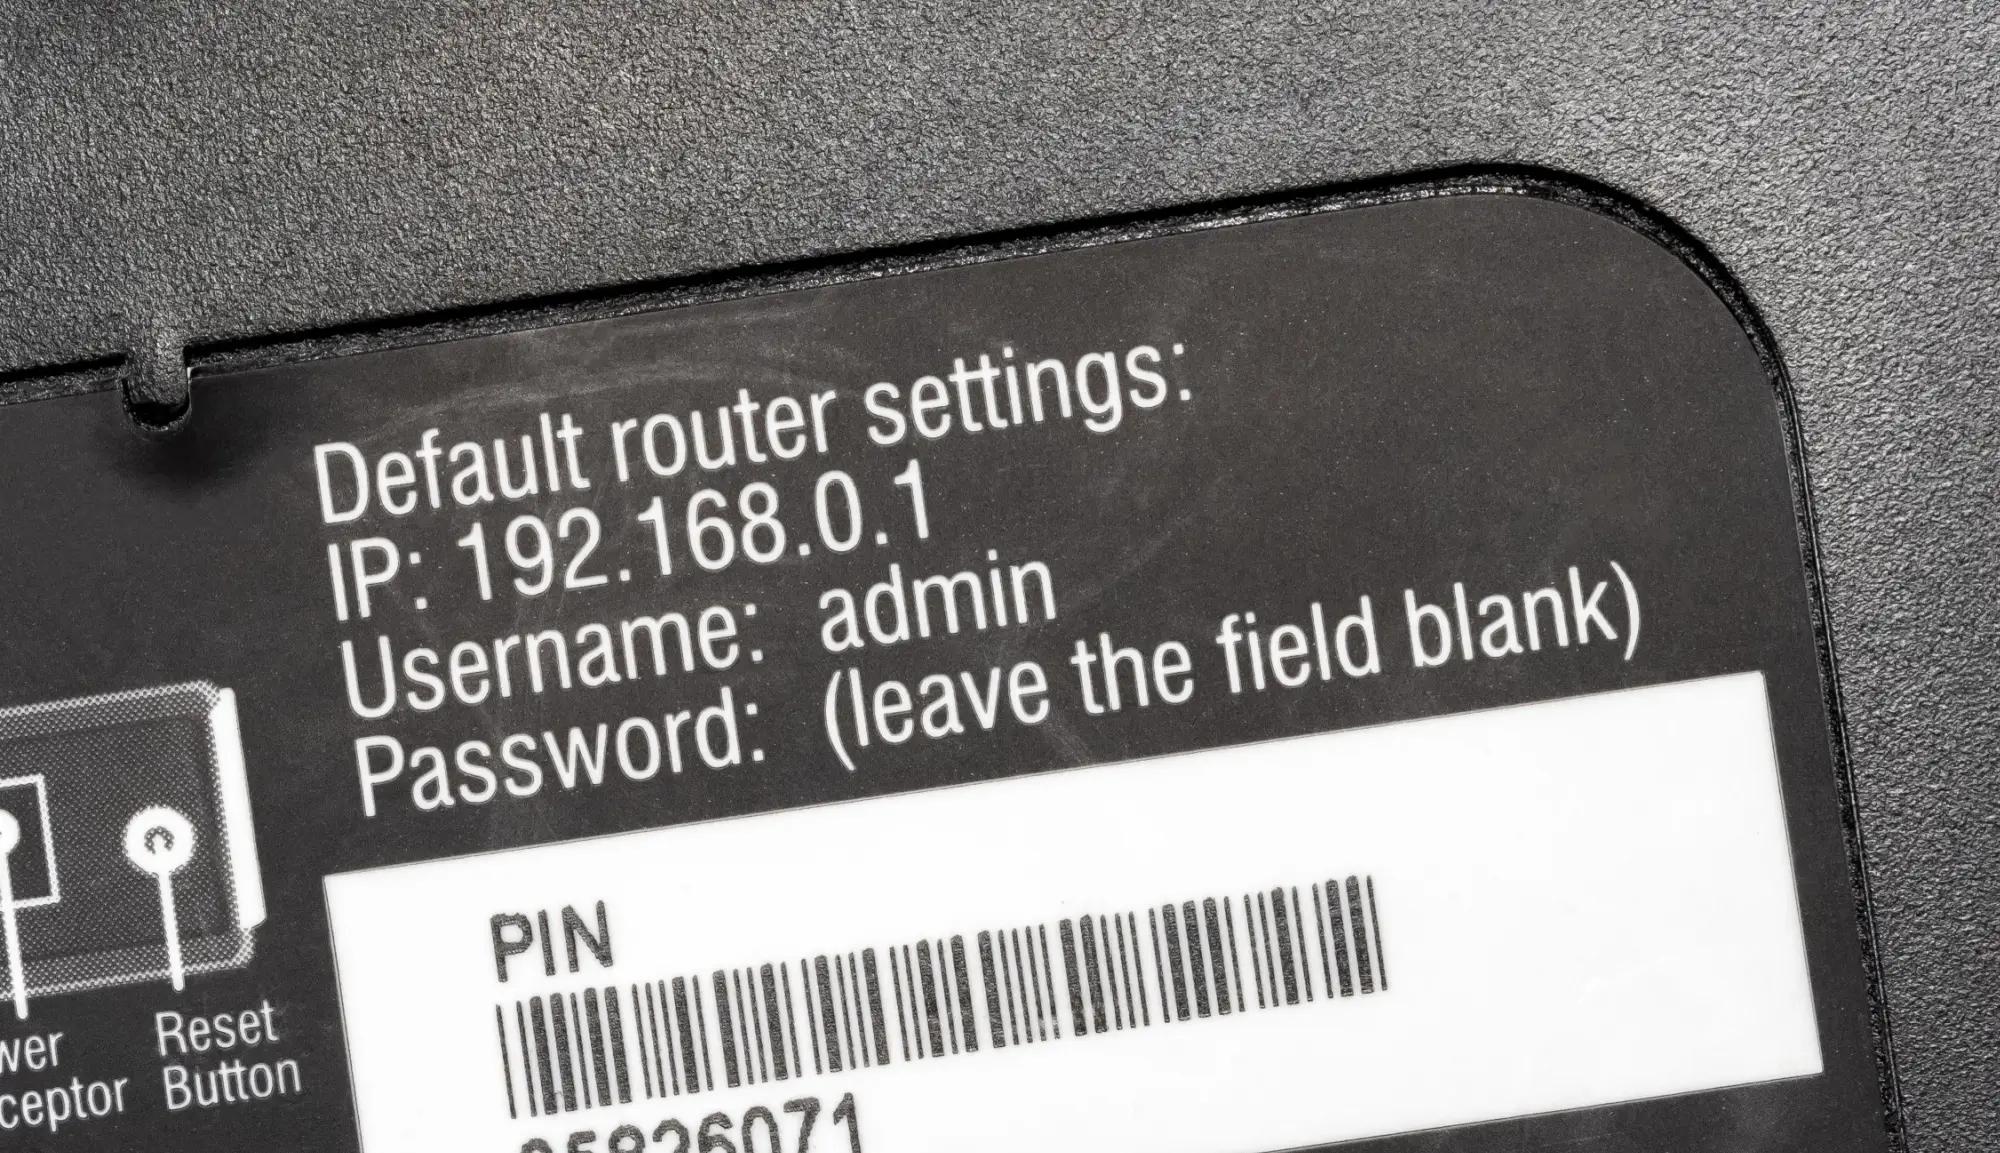 Default router settings:
IP: 192.168.0.1
Username: admin
Password: (leave the field blank)
PIN
Reset
Button